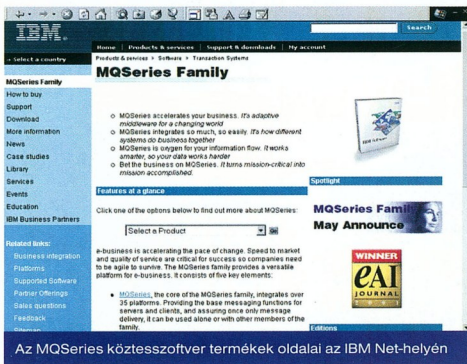 IBM.
Search
Home | Products & services | Support & downloads | My account
Select a country
Products & services > Software > Transaction Systems
MQSeries Family
MQSeries Family
How to buy
Support
Download
More information
News
Case studies
Library
Services
Events
Education
IBM Business Partners
Related links:
Business integration
Platforms
Supported Software
Partner Offerings
Sales questions
Feedback
Sitemap
MQSeries accelerates your business. It's adaptive
middleware for a changing world
MQSeries integrates so much, so easily. It's how different
systems do business together
MQSeries is oxygen for your information flow. It works
smarter, so your data works harder
Bet the business on MQSeries. It turns mission-critical into
mission accomplished.
Features at a glance
Click one of the options below to find out more about MQSeries:
Select a Product
e-business is accelerating the pace of change. Speed to market
and quality of service are critical for success so companies need
to be agile to survive. The MQSeries family provides a versatile
platform for e-business. It consists of five key elements:
MQSeries, the core of the MQSeries family, integrates over
35 platforms. Providing the base messaging functions for
servers and clients, and assuring once only message
delivery, it can be used alone or with other members of the
family.
Spotlight
MQSeries Family
May Announce
WINNER
eAI
JOURNAL
Editions
Az MQSeries köztesszoftver termékek oldalai az IBM Net-helyén